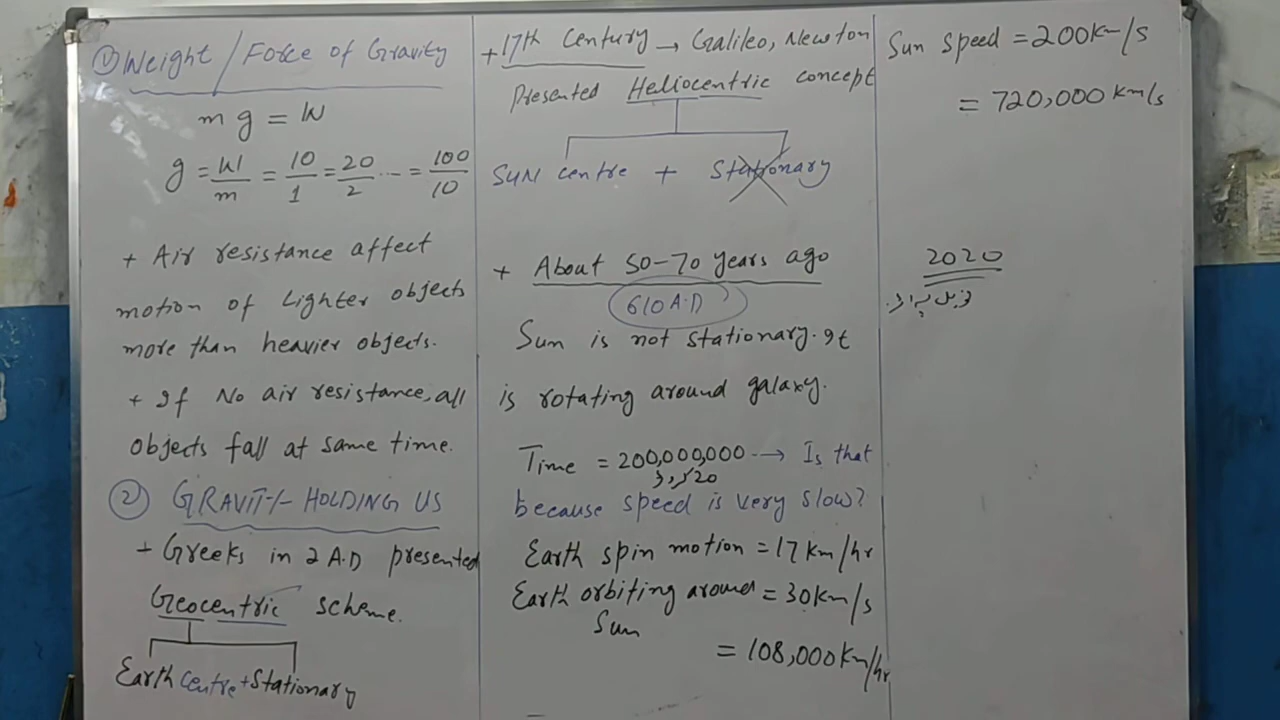 ① Weight / Force of Gravity
mg = W
g = W/m = 10/1 = 20/2 ... = 100/10
+ Air resistance affect
motion of Lighter objects
more than heavier objects.
+ If No air resistance, all
objects fall at same time.
② GRAVITY HOLDING US
+ Greeks in 2 A.D presented
Geocentric scheme.
Earth centre + Stationary
+ 17th Century → Galileo, Newton
Presented Heliocentric concept
SUN centre + Stationary
+ About 50-70 years ago
610 A.D
Sun is not stationary. It
is rotating around galaxy.
Time = 200,000,000 --→ Is that
20 کروڑ
because speed is very slow?
Earth spin motion = 17 km/hr
Earth orbiting around = 30 km/s
Sun
= 108,000 km/hr
Sun speed = 200 km/s
= 720,000 km/s
2020